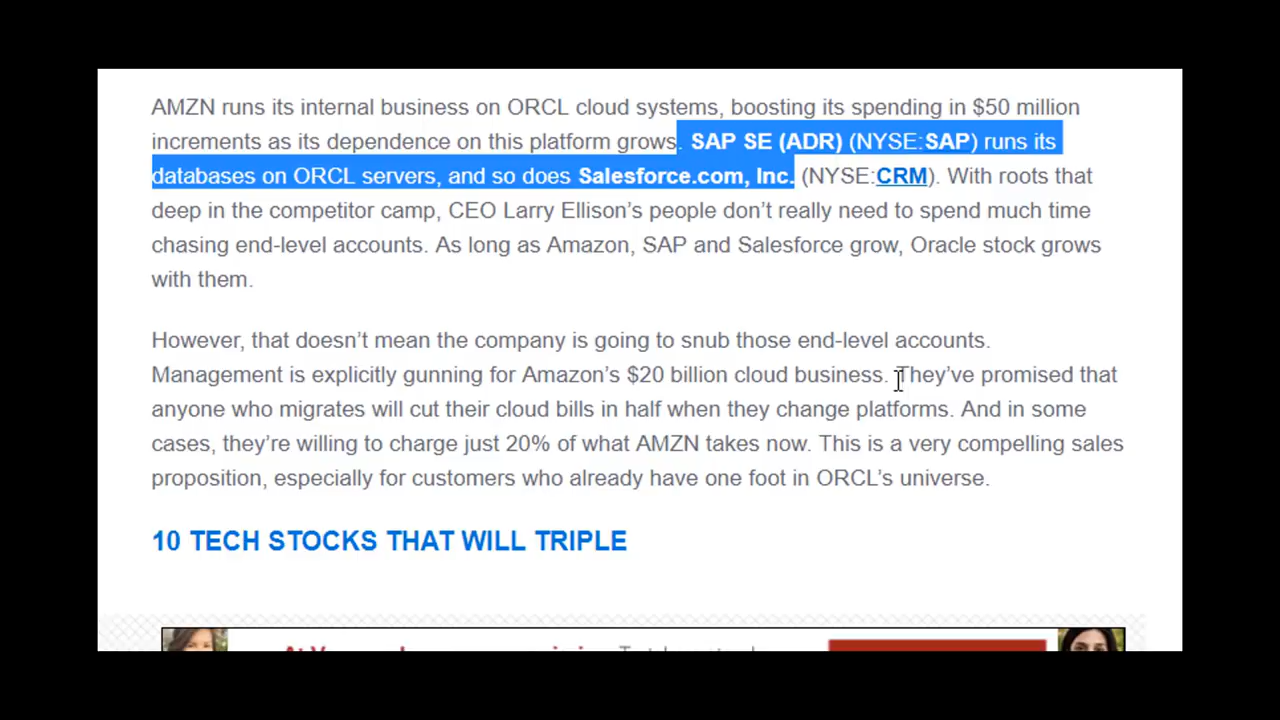 AMZN runs its internal business on ORCL cloud systems, boosting its spending in $50 million
increments as its dependence on this platform grows. SAP SE (ADR) (NYSE:SAP) runs its
databases on ORCL servers, and so does Salesforce.com, Inc. (NYSE:CRM). With roots that
deep in the competitor camp, CEO Larry Ellison’s people don’t really need to spend much time
chasing end-level accounts. As long as Amazon, SAP and Salesforce grow, Oracle stock grows
with them.
However, that doesn’t mean the company is going to snub those end-level accounts.
Management is explicitly gunning for Amazon’s $20 billion cloud business. They’ve promised that
anyone who migrates will cut their cloud bills in half when they change platforms. And in some
cases, they’re willing to charge just 20% of what AMZN takes now. This is a very compelling sales
proposition, especially for customers who already have one foot in ORCL’s universe.
10 TECH STOCKS THAT WILL TRIPLE